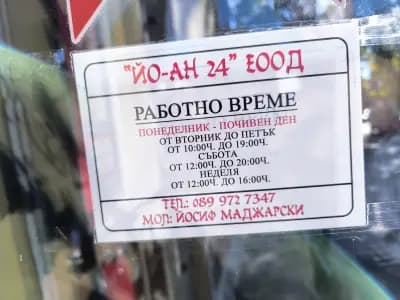 "ЙО-АН 24" ЕООД
РАБОТНО ВРЕМЕ
ПОНЕДЕЛНИК - ПОЧИВЕН ДЕН
ОТ ВТОРНИК ДО ПЕТЪК
ОТ 10:00Ч. ДО 19:00Ч.
СЪБОТА
ОТ 12:00Ч. ДО 20:00Ч.
НЕДЕЛЯ
ОТ 12:00Ч. ДО 16:00Ч.
ТЕЛ.: 089 972 7347
МОЛ: ЙОСИФ МАДЖАРСКИ